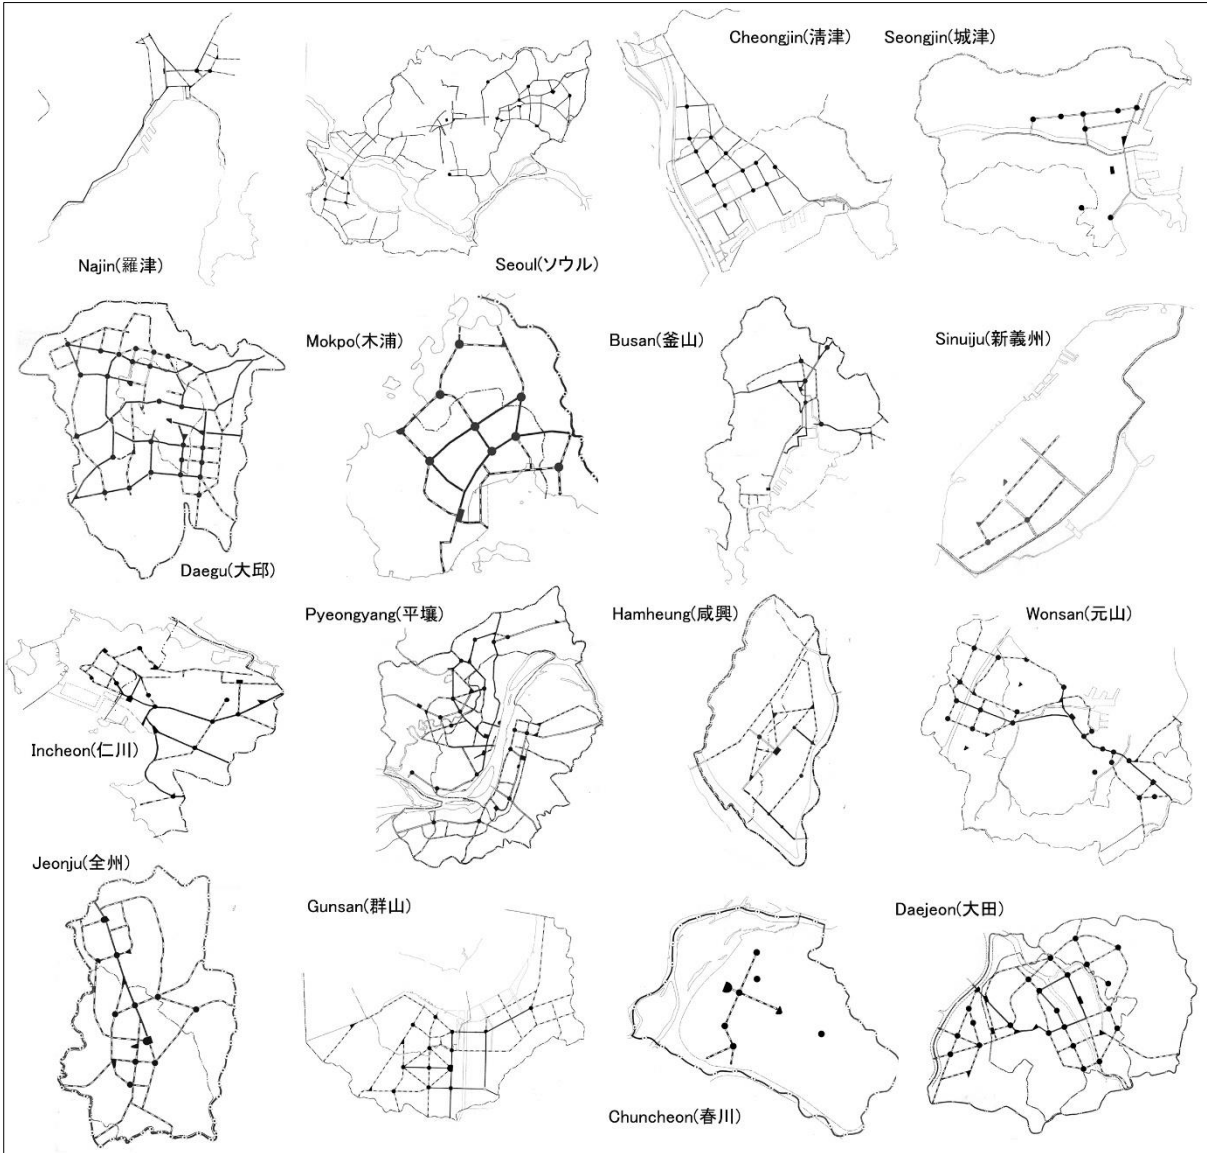 Cheongjin(淸津)
Seongjin(城津)
Najin(羅津)
Seoul(ソウル)
Mokpo(木浦)
Busan(釜山)
Sinuiju(新義州)
Daegu(大邱)
Pyeongyang(平壤)
Hamheung(咸興)
Wonsan(元山)
Incheon(仁川)
Jeonju(全州)
Gunsan(群山)
Daejeon(大田)
Chuncheon(春川)